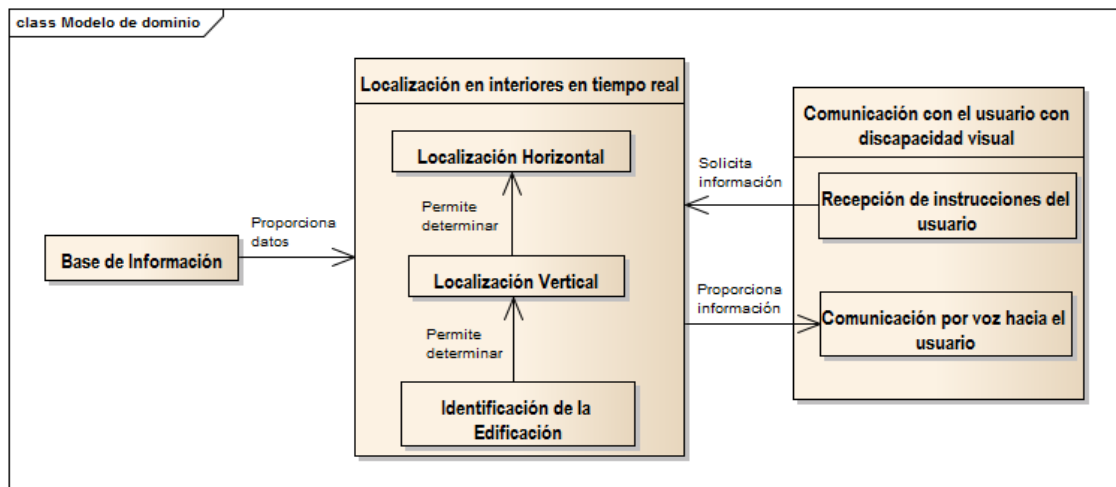 class Modelo de dominio
Localización en interiores en tiempo real
Localización Horizontal
Permite
determinar
Localización Vertical
Permite
determinar
Identificación de la
Edificación
Proporciona
datos
Base de Información
Comunicación con el usuario con
discapacidad visual
Solicita
información
Recepción de instrucciones del
usuario
Proporciona
información
Comunicación por voz hacia el
usuario